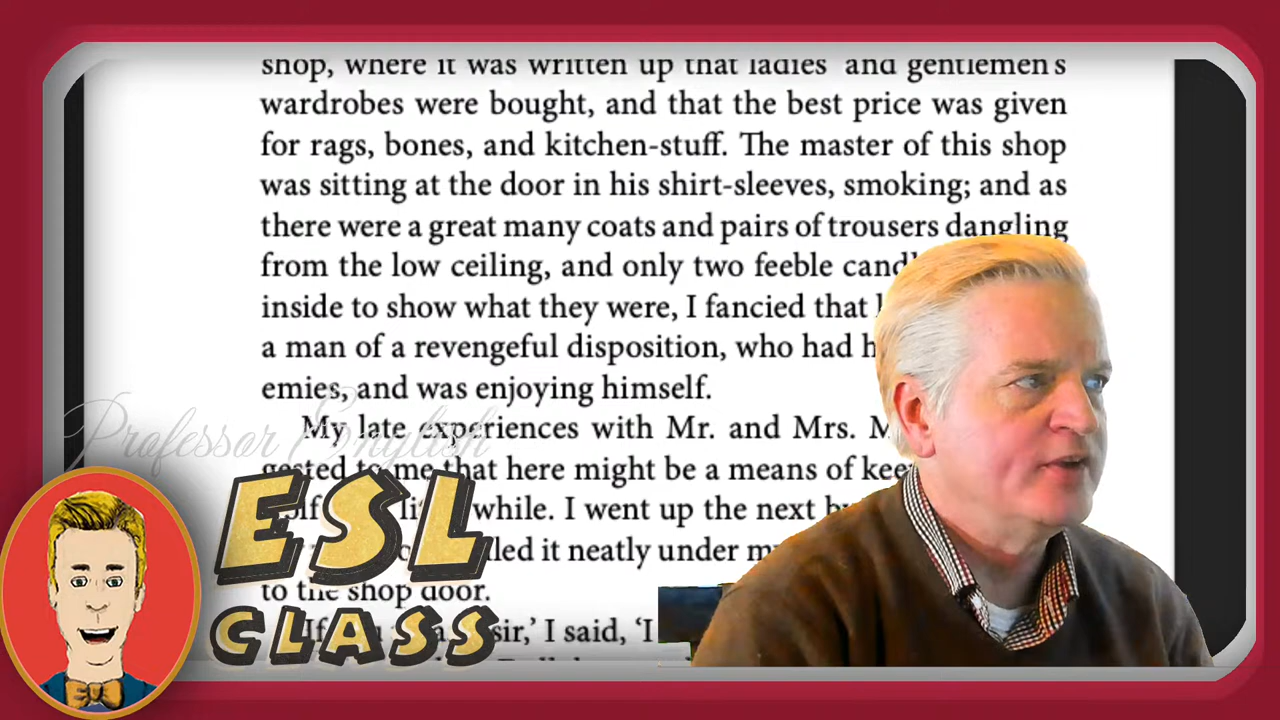 shop, where it was written up that ladies' and gentlemen's
wardrobes were bought, and that the best price was given
for rags, bones, and kitchen-stuff. The master of this shop
was sitting at the door in his shirt-sleeves, smoking; and as
there were a great many coats and pairs of trousers dangling
from the low ceiling, and only two feeble
inside to show what they were, I fancied that
a man of a revengeful disposition, who had
emies, and was enjoying himself.
My late experiences with Mr. and Mrs.
to me that here might be a means of
while. I went up the next
it neatly under
to the shop door.
sir,' I said, 'I
Professor English
ESL
CLASS